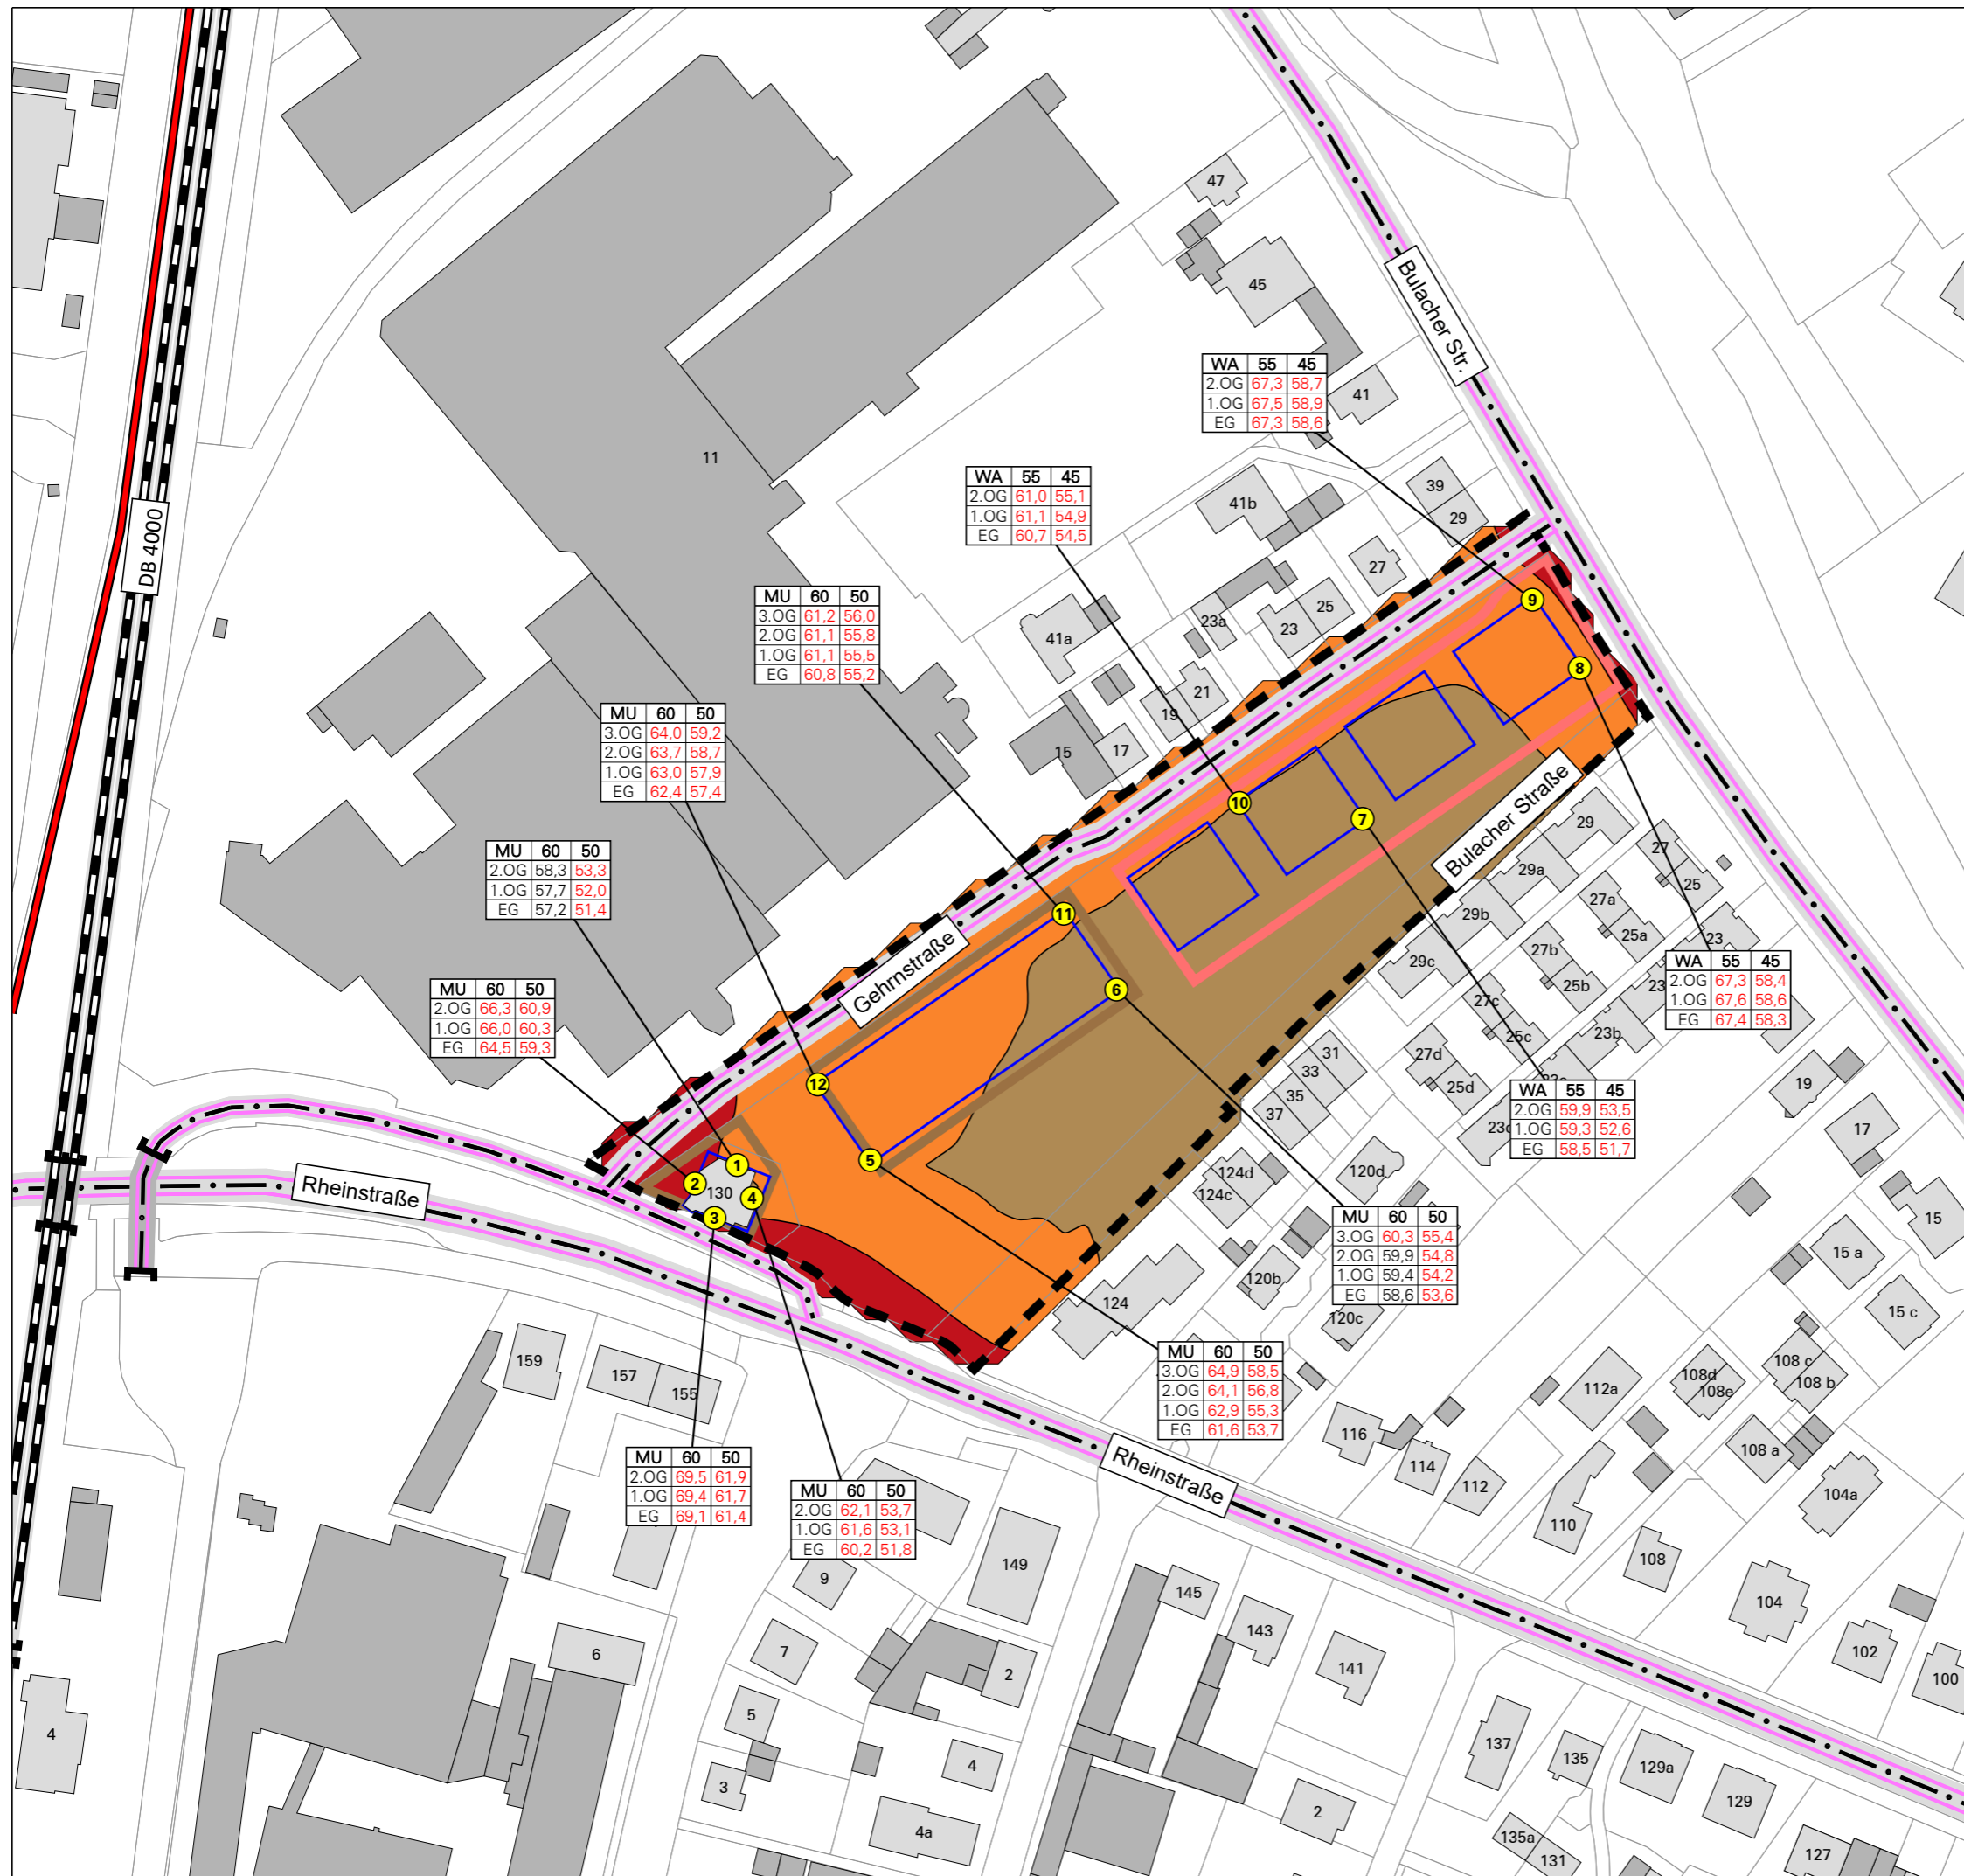 47
Bulacher Str.
45
WA 55 45
2.OG 67,3 58,7
1.OG 67,5 58,9
EG 67,3 58,6
41
11
WA 55 45
2.OG 61,0 55,1
1.OG 61,1 54,9
EG 60,7 54,5
39
29
41b
DB 4000
27
MU 60 50
3.OG 61,2 56,0
2.OG 61,1 55,8
1.OG 61,1 55,5
EG 60,8 55,2
9
25
23a
23
41a
8
21
19
MU 60 50
3.OG 64,0 59,2
2.OG 63,7 58,7
1.OG 63,0 57,9
EG 62,4 57,4
15
17
10
7
Bulacher Straße
29
27
29a
25
MU 60 50
2.OG 58,3 53,3
1.OG 57,7 52,0
EG 57,2 51,4
27a
11
29b
25a
23
27b
29c
Gehrnstraße
25b
6
27c
WA 55 45
2.OG 67,3 58,4
1.OG 67,6 58,6
EG 67,4 58,3
23
MU 60 50
2.OG 66,3 60,9
1.OG 66,0 60,3
EG 64,5 59,3
25c
23b
31
27d
33
12
25d
35
37
19
WA 55 45
2.OG 59,9 53,5
1.OG 59,3 52,6
EG 58,5 51,7
17
5
1
2
130
4
3
Rheinstraße
124d
124c
120d
15
MU 60 50
3.OG 60,3 55,4
2.OG 59,9 54,8
1.OG 59,4 54,2
EG 58,6 53,6
15 a
120b
124
120c
15 c
159
157
155
MU 60 50
3.OG 64,9 58,5
2.OG 64,1 56,8
1.OG 62,9 55,3
EG 61,6 53,7
108 c
108 b
108d
108e
112a
116
108 a
114
Rheinstraße
112
104a
MU 60 50
2.OG 69,5 61,9
1.OG 69,4 61,7
EG 69,1 61,4
MU 60 50
2.OG 62,1 53,7
1.OG 61,6 53,1
EG 60,2 51,8
110
108
149
9
145
104
143
7
6
102
141
2
100
5
4
137
135
4
129a
3
129
2
4a
135a
131
127